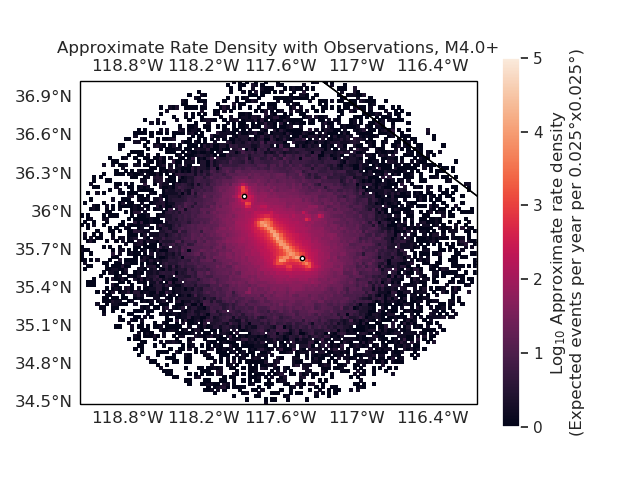 Approximate Rate Density with Observations, M4.0+
118.8°W 118.2°W 117.6°W 117°W 116.4°W
36.9°N
36.6°N
36.3°N
36°N
35.7°N
35.4°N
35.1°N
34.8°N
34.5°N
118.8°W 118.2°W 117.6°W 117°W 116.4°W
5
4
3
2
1
0
Log10 Approximate rate density
(Expected events per year per 0.025°x0.025°)